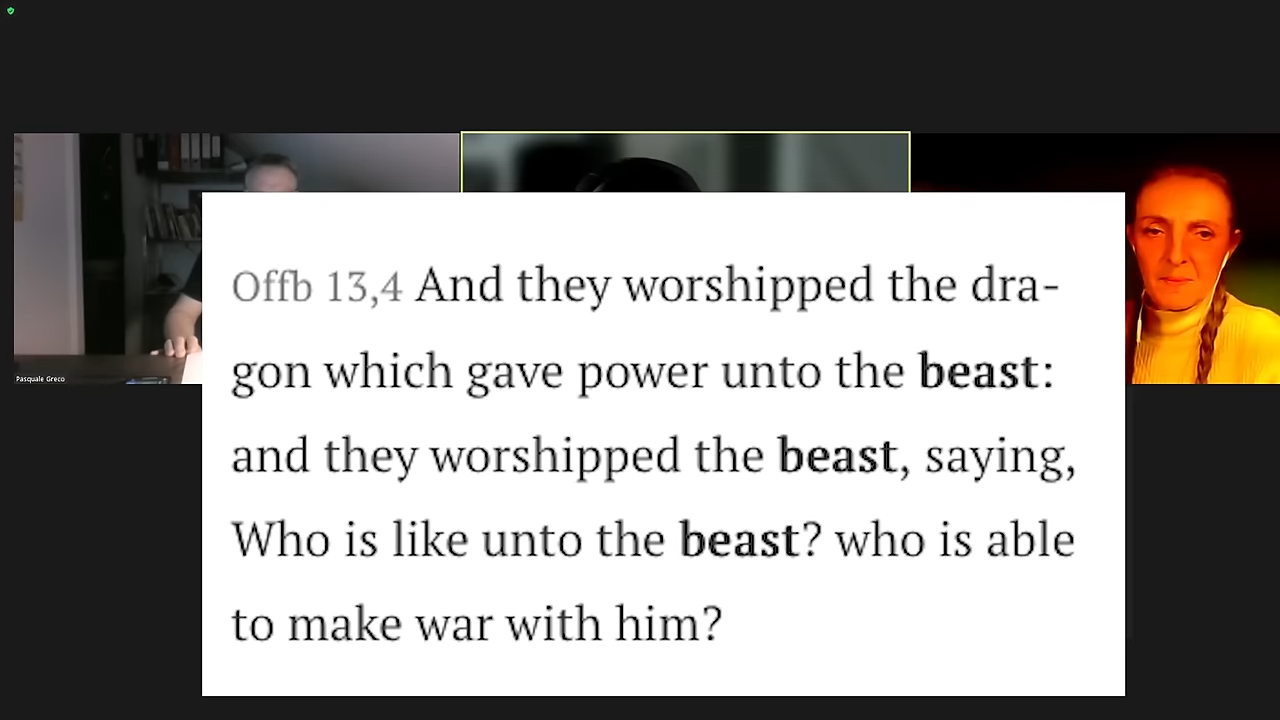 Offb 13,4 And they worshipped the dra-
gon which gave power unto the beast:
and they worshipped the beast, saying,
Who is like unto the beast? who is able
to make war with him?
Pasquale Greco